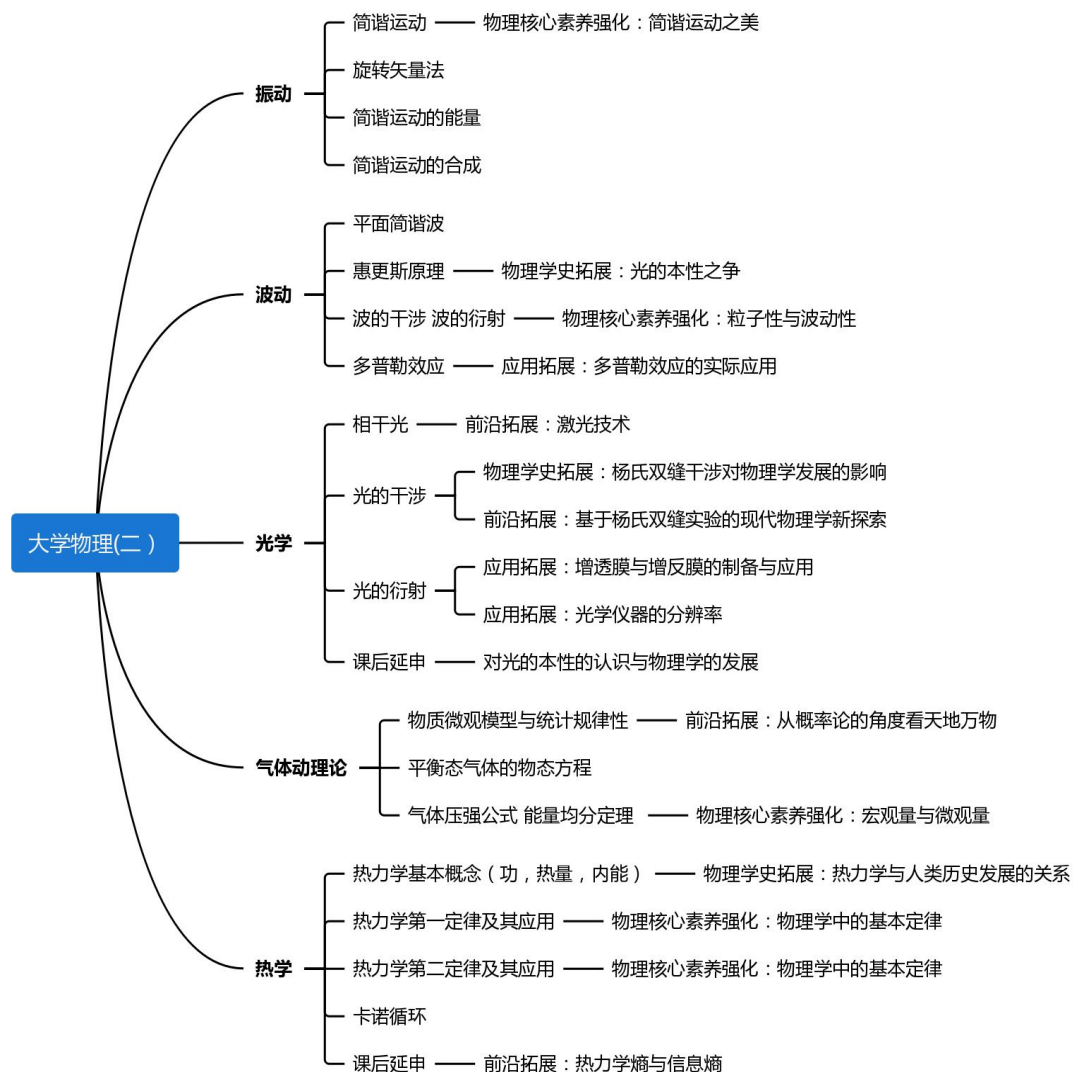 大学物理(二）
振动
简谐运动
物理核心素养强化：简谐运动之美
旋转矢量法
简谐运动的能量
简谐运动的合成
波动
平面简谐波
惠更斯原理
物理学史拓展：光的本性之争
波的干涉 波的衍射
物理核心素养强化：粒子性与波动性
多普勒效应
应用拓展：多普勒效应的实际应用
光学
相干光
前沿拓展：激光技术
光的干涉
物理学史拓展：杨氏双缝干涉对物理学发展的影响
前沿拓展：基于杨氏双缝实验的现代物理学新探索
光的衍射
应用拓展：增透膜与增反膜的制备与应用
应用拓展：光学仪器的分辨率
课后延申
对光的本性的认识与物理学的发展
气体动理论
物质微观模型与统计规律性
前沿拓展：从概率论的角度看天地万物
平衡态气体的物态方程
气体压强公式 能量均分定理
物理核心素养强化：宏观量与微观量
热学
热力学基本概念（功，热量，内能）
物理学史拓展：热力学与人类历史发展的关系
热力学第一定律及其应用
物理核心素养强化：物理学中的基本定律
热力学第二定律及其应用
物理核心素养强化：物理学中的基本定律
卡诺循环
课后延申
前沿拓展：热力学熵与信息熵